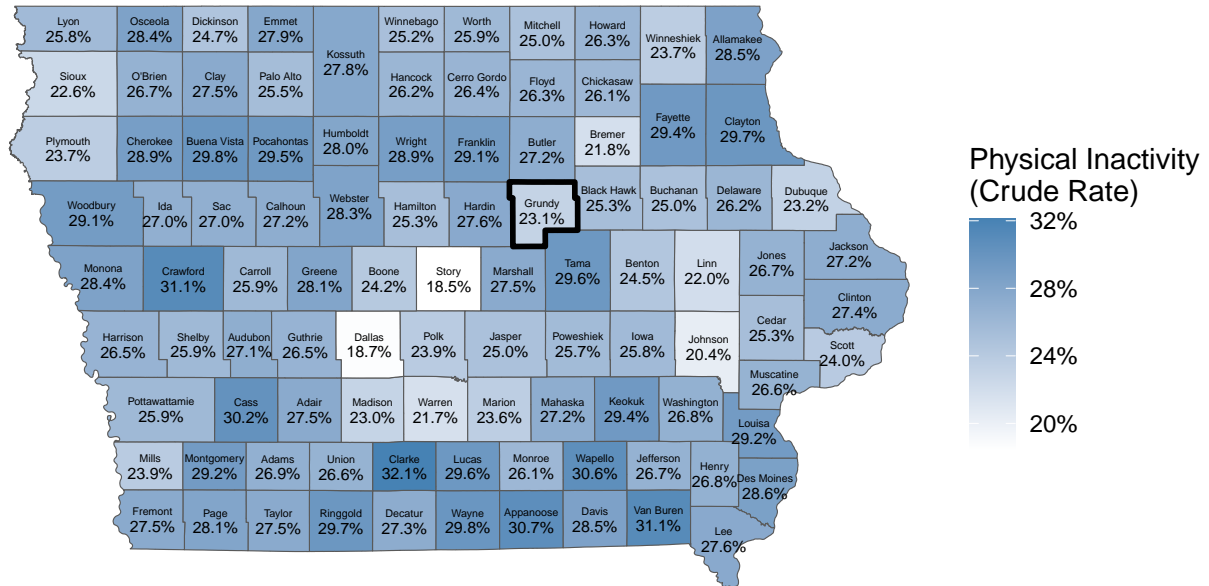 Lyon
25.8%
Osceola
28.4%
Dickinson
24.7%
Emmet
27.9%
Kossuth
27.8%
Winnebago
25.2%
Worth
25.9%
Mitchell
25.0%
Howard
26.3%
Winneshiek
23.7%
Allamakee
28.5%
Sioux
22.6%
O'Brien
26.7%
Clay
27.5%
Palo Alto
25.5%
Hancock
26.2%
Cerro Gordo
26.4%
Floyd
26.3%
Chickasaw
26.1%
Fayette
29.4%
Clayton
29.7%
Plymouth
23.7%
Cherokee
28.9%
Buena Vista
29.8%
Pocahontas
29.5%
Humboldt
28.0%
Wright
28.9%
Franklin
29.1%
Butler
27.2%
Bremer
21.8%
Woodbury
29.1%
Ida
27.0%
Sac
27.0%
Calhoun
27.2%
Webster
28.3%
Hamilton
25.3%
Hardin
27.6%
Grundy
23.1%
Black Hawk
25.3%
Buchanan
25.0%
Delaware
26.2%
Dubuque
23.2%
Monona
28.4%
Crawford
31.1%
Carroll
25.9%
Greene
28.1%
Boone
24.2%
Story
18.5%
Marshall
27.5%
Tama
29.6%
Benton
24.5%
Linn
22.0%
Jones
26.7%
Jackson
27.2%
Clinton
27.4%
Harrison
26.5%
Shelby
25.9%
Audubon
27.1%
Guthrie
26.5%
Dallas
18.7%
Polk
23.9%
Jasper
25.0%
Poweshiek
25.7%
Iowa
25.8%
Johnson
20.4%
Cedar
25.3%
Scott
24.0%
Muscatine
26.6%
Pottawattamie
25.9%
Cass
30.2%
Adair
27.5%
Madison
23.0%
Warren
21.7%
Marion
23.6%
Mahaska
27.2%
Keokuk
29.4%
Washington
26.8%
Louisa
29.2%
Mills
23.9%
Montgomery
29.2%
Adams
26.9%
Union
26.6%
Clarke
32.1%
Lucas
29.6%
Monroe
26.1%
Wapello
30.6%
Jefferson
26.7%
Henry
26.8%
Des Moines
28.6%
Fremont
27.5%
Page
28.1%
Taylor
27.5%
Ringgold
29.7%
Decatur
27.3%
Wayne
29.8%
Appanoose
30.7%
Davis
28.5%
Van Buren
31.1%
Lee
27.6%
Physical Inactivity
(Crude Rate)
32%
28%
24%
20%